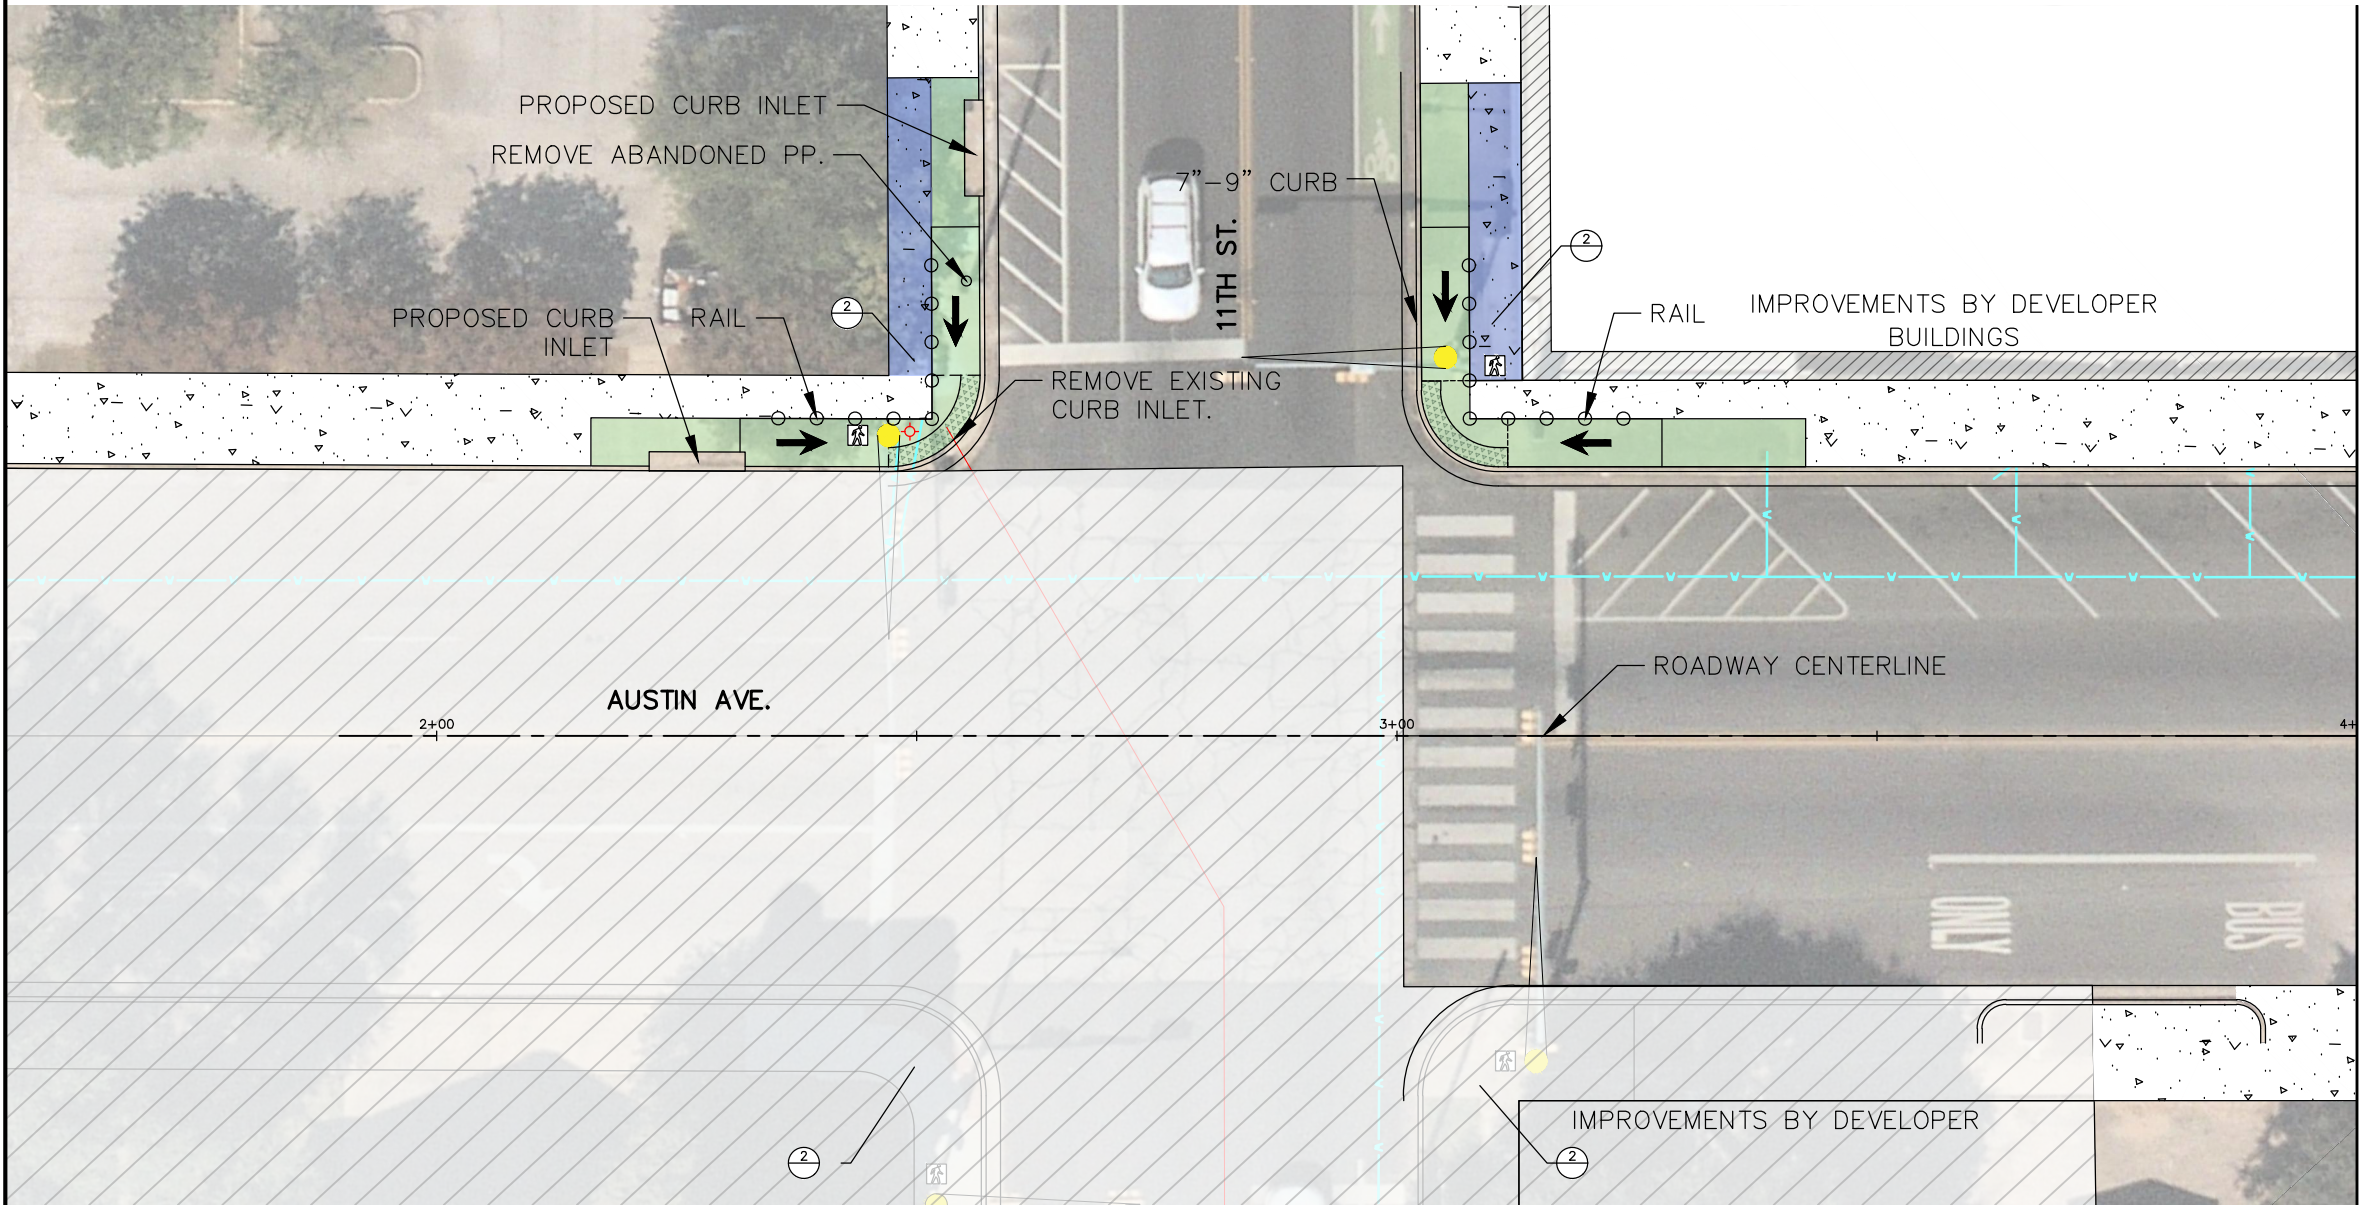 PROPOSED CURB INLET
REMOVE ABANDONED PP.
7"-9" CURB
11TH ST.
2
2
PROPOSED CURB
INLET
RAIL
RAIL
IMPROVEMENTS BY DEVELOPER
BUILDINGS
REMOVE EXISTING
CURB INLET.
ROADWAY CENTERLINE
AUSTIN AVE.
2+00
3+00
4+
ONLY
BUS
IMPROVEMENTS BY DEVELOPER
2
2